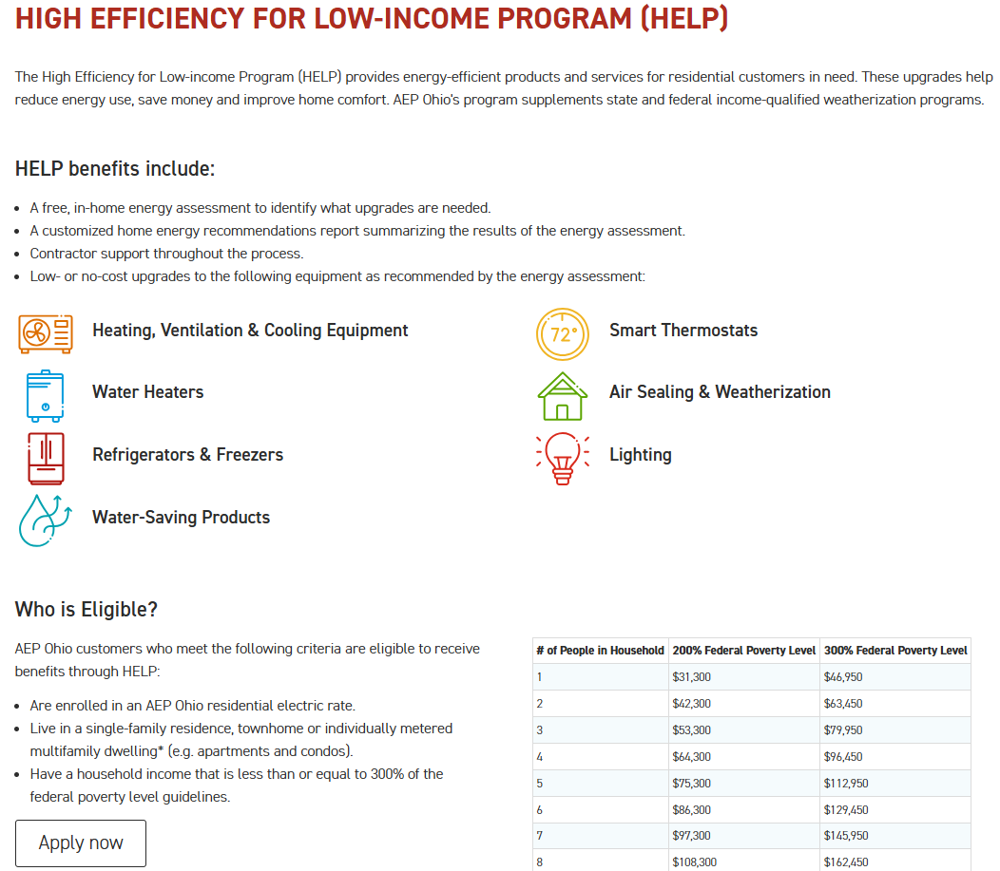 HIGH EFFICIENCY FOR LOW-INCOME PROGRAM (HELP)
The High Efficiency for Low-income Program (HELP) provides energy-efficient products and services for residential customers in need. These upgrades help
reduce energy use, save money and improve home comfort. AEP Ohio's program supplements state and federal income-qualified weatherization programs.
HELP benefits include:
• A free, in-home energy assessment to identify what upgrades are needed.
• A customized home energy recommendations report summarizing the results of the energy assessment.
• Contractor support throughout the process.
• Low- or no-cost upgrades to the following equipment as recommended by the energy assessment:
Heating, Ventilation & Cooling Equipment
72°
Smart Thermostats
Water Heaters
Air Sealing & Weatherization
Refrigerators & Freezers
Lighting
Water-Saving Products
Who is Eligible?
AEP Ohio customers who meet the following criteria are eligible to receive
benefits through HELP:
• Are enrolled in an AEP Ohio residential electric rate.
• Live in a single-family residence, townhome or individually metered
multifamily dwelling* (e.g. apartments and condos).
• Have a household income that is less than or equal to 300% of the
federal poverty level guidelines.
Apply now
# of People in Household 200% Federal Poverty Level 300% Federal Poverty Level
1 $31,300 $46,950
2 $42,300 $63,450
3 $53,300 $79,950
4 $64,300 $96,450
5 $75,300 $112,950
6 $86,300 $129,450
7 $97,300 $145,950
8 $108,300 $162,450